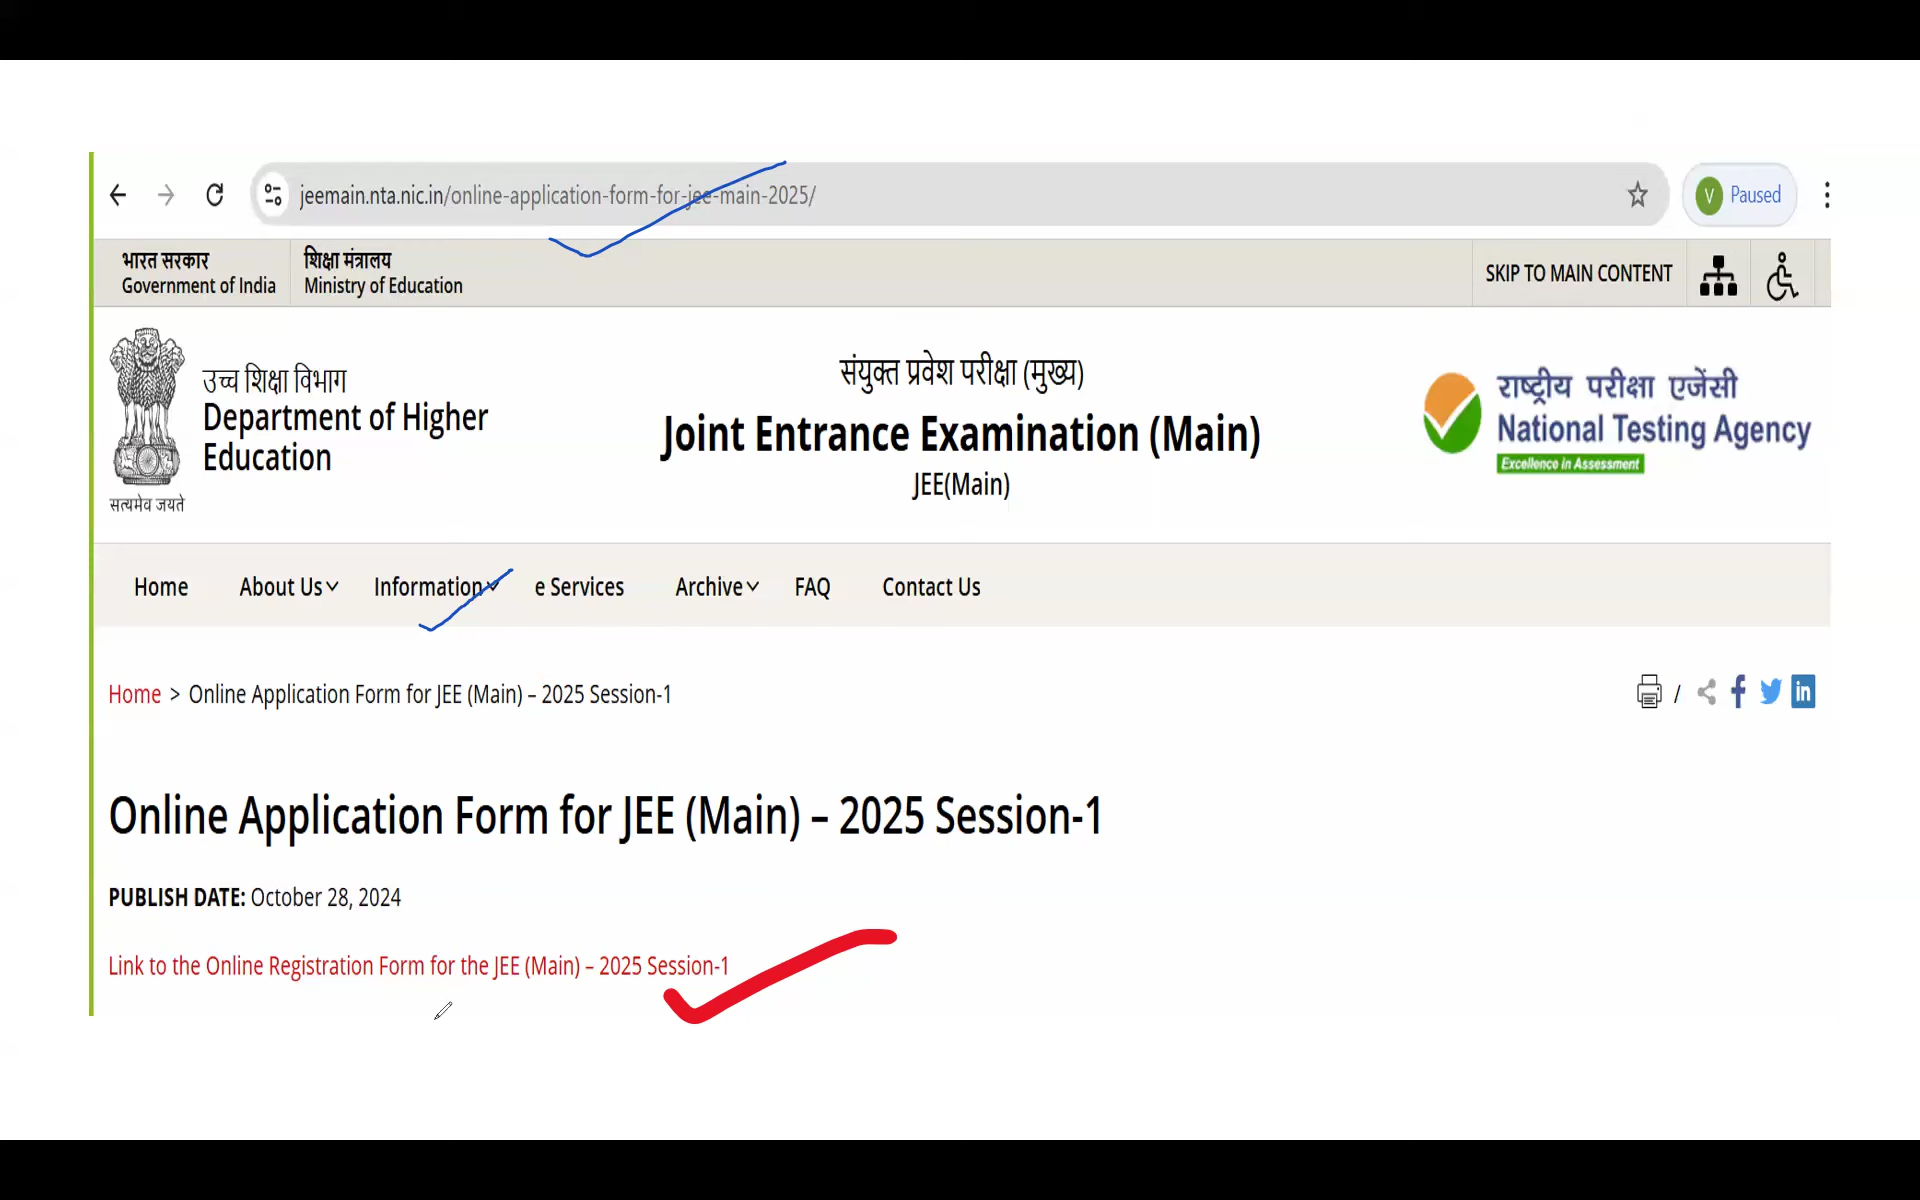 jeemain.nta.nic.in/online-application-form-for-jee-main-2025/
V Paused
भारत सरकार
Government of India
शिक्षा मंत्रालय
Ministry of Education
SKIP TO MAIN CONTENT
सत्यमेव जयते
उच्च शिक्षा विभाग
Department of Higher
Education
संयुक्त प्रवेश परीक्षा (मुख्य)
Joint Entrance Examination (Main)
JEE(Main)
राष्ट्रीय परीक्षा एजेंसी
National Testing Agency
Excellence in Assessment
Home About Us Information e Services Archive FAQ Contact Us
Home > Online Application Form for JEE (Main) – 2025 Session-1
/ f in
Online Application Form for JEE (Main) – 2025 Session-1
PUBLISH DATE: October 28, 2024
Link to the Online Registration Form for the JEE (Main) – 2025 Session-1